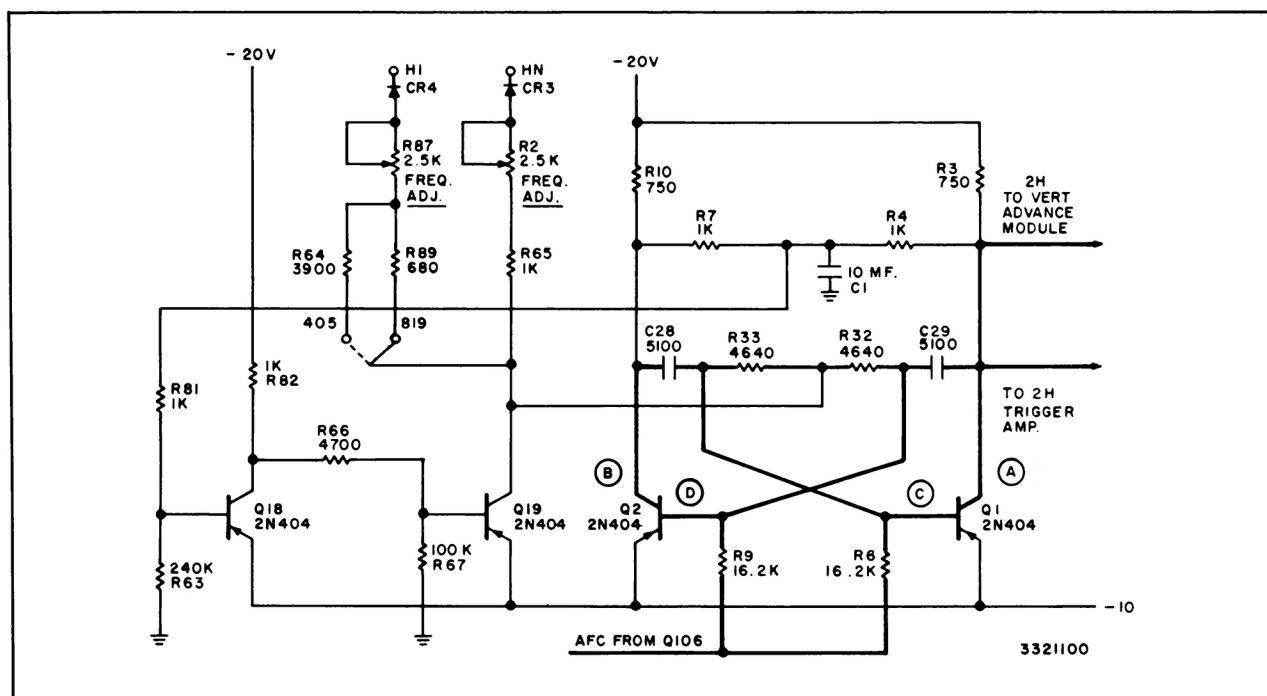 - 20V
HI
CR4
HN
CR3
-20V
R87
2.5K
FREQ.
ADJ.
R2
2.5K
FREQ.
ADJ.
R10
750
R3
750
2H
TO VERT
ADVANCE
MODULE
R7
1K
R4
1K
R64
3900
R89
680
R65
1K
10 MF.
C1
405
819
C28
5100
R33
4640
R32
4640
C29
5100
1K
R82
R81
1K
TO 2H
TRIGGER
AMP.
R66
4700
B
D
C
A
Q18
2N404
Q19
2N404
Q2
2N404
Q1
2N404
240K
R63
100 K
R67
R9
16.2K
R6
16.2K
-10
AFC FROM Q106
3321100